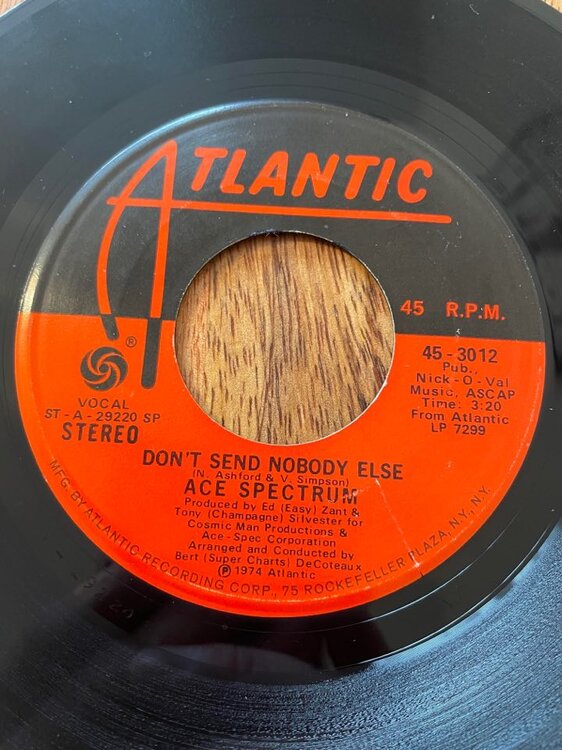 ATLANTIC
45 R.P.M.
®
VOCAL
ST-A-29220 SP
STEREO
45-3012
Pub.,
Nick-O-Val
Music, ASCAP
Time: 3:20
From Atlantic
LP 7299
DON'T SEND NOBODY ELSE
(N. Ashford & V. Simpson)
ACE SPECTRUM
Produced by Ed (Easy) Zant &
Tony (Champagne) Silvester for
Cosmic Man Productions &
Ace-Spec Corporation
Arranged and Conducted by
Bert (Super Charts) DeCoteaux
℗ 1974 Atlantic
MFG. BY ATLANTIC RECORDING CORP., 75 ROCKEFELLER PLAZA, N.Y., N.Y.